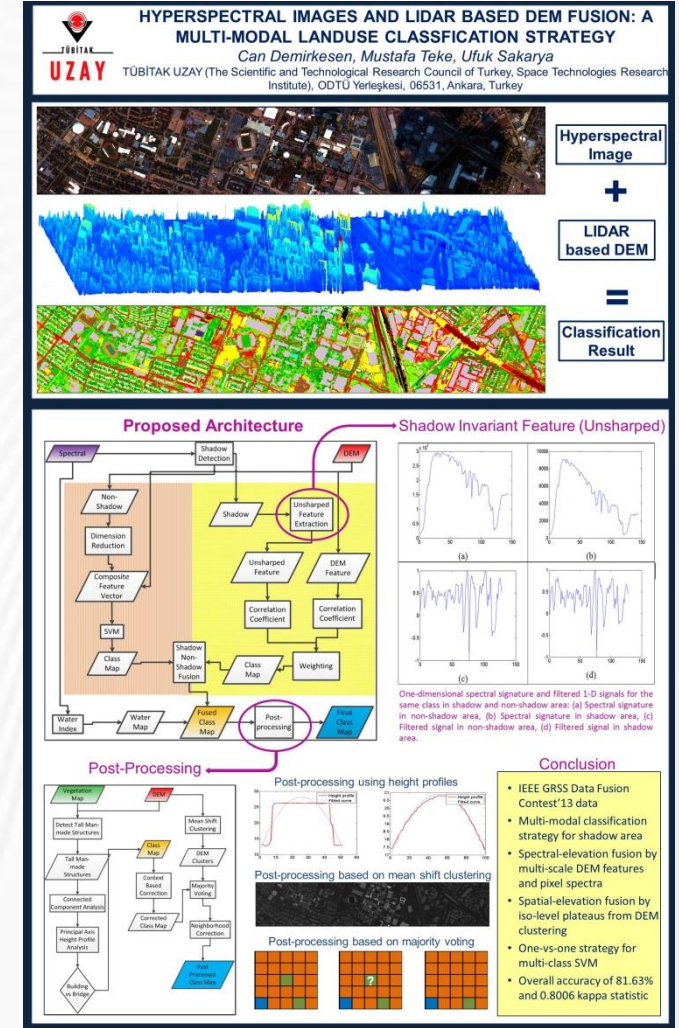 HYPERSPECTRAL IMAGES AND LIDAR BASED DEM FUSION: A
MULTI-MODAL LANDUSE CLASSFICATION STRATEGY
Can Demirkesen, Mustafa Teke, Ufuk Sakarya
TÜBİTAK UZAY (The Scientific and Technological Research Council of Turkey, Space Technologies Research
Institute), ODTÜ Yerleşkesi, 06531, Ankara, Turkey
TÜBİTAK
UZAY
Hyperspectral
Image
+
LIDAR
based DEM
=
Classification
Result
Proposed Architecture
Spectral
Shadow
Detection
DEM
Non-
Shadow
Shadow
Unsharped
Feature
Extraction
Dimension
Reduction
Composite
Feature
Vector
Unsharped
Feature
DEM
Feature
SVM
Correlation
Coefficient
Correlation
Coefficient
Class
Map
Shadow
Non-
Shadow
Fusion
Class
Map
Weighting
Water
Index
Water
Map
Fused
Class
Map
Post-
processing
Final
Class
Map
Shadow Invariant Feature (Unsharped)
(a)
(b)
(c)
(d)
One-dimensional spectral signature and filtered 1-D signals for the
same class in shadow and non-shadow area: (a) Spectral signature
in non-shadow area, (b) Spectral signature in shadow area, (c)
Filtered signal in non-shadow area, (d) Filtered signal in shadow
area.
Post-Processing
Vegetation
Map
DEM
Detect Tall Man-
made Structures
Mean Shift
Clustering
Tall Man-
made
Structures
Class
Map
DEM
Clusters
Connected
Component Analysis
Context
Based
Correction
Majority
Voting
Principal Axis
Height Profile
Analysis
Corrected
Class Map
Neighborhood
Correction
Building
vs Bridge
Post
Processed
Class Map
Post-processing using height profiles
Height profile
Fitted curve
Height profile
Fitted curve
Post-processing based on mean shift clustering
Post-processing based on majority voting
?
Conclusion
• IEEE GRSS Data Fusion
Contest'13 data
• Multi-modal classification
strategy for shadow area
• Spectral-elevation fusion by
multi-scale DEM features
and pixel spectra
• Spatial-elevation fusion by
iso-level plateaus from DEM
clustering
• One-vs-one strategy for
multi-class SVM
• Overall accuracy of 81.63%
and 0.8006 kappa statistic